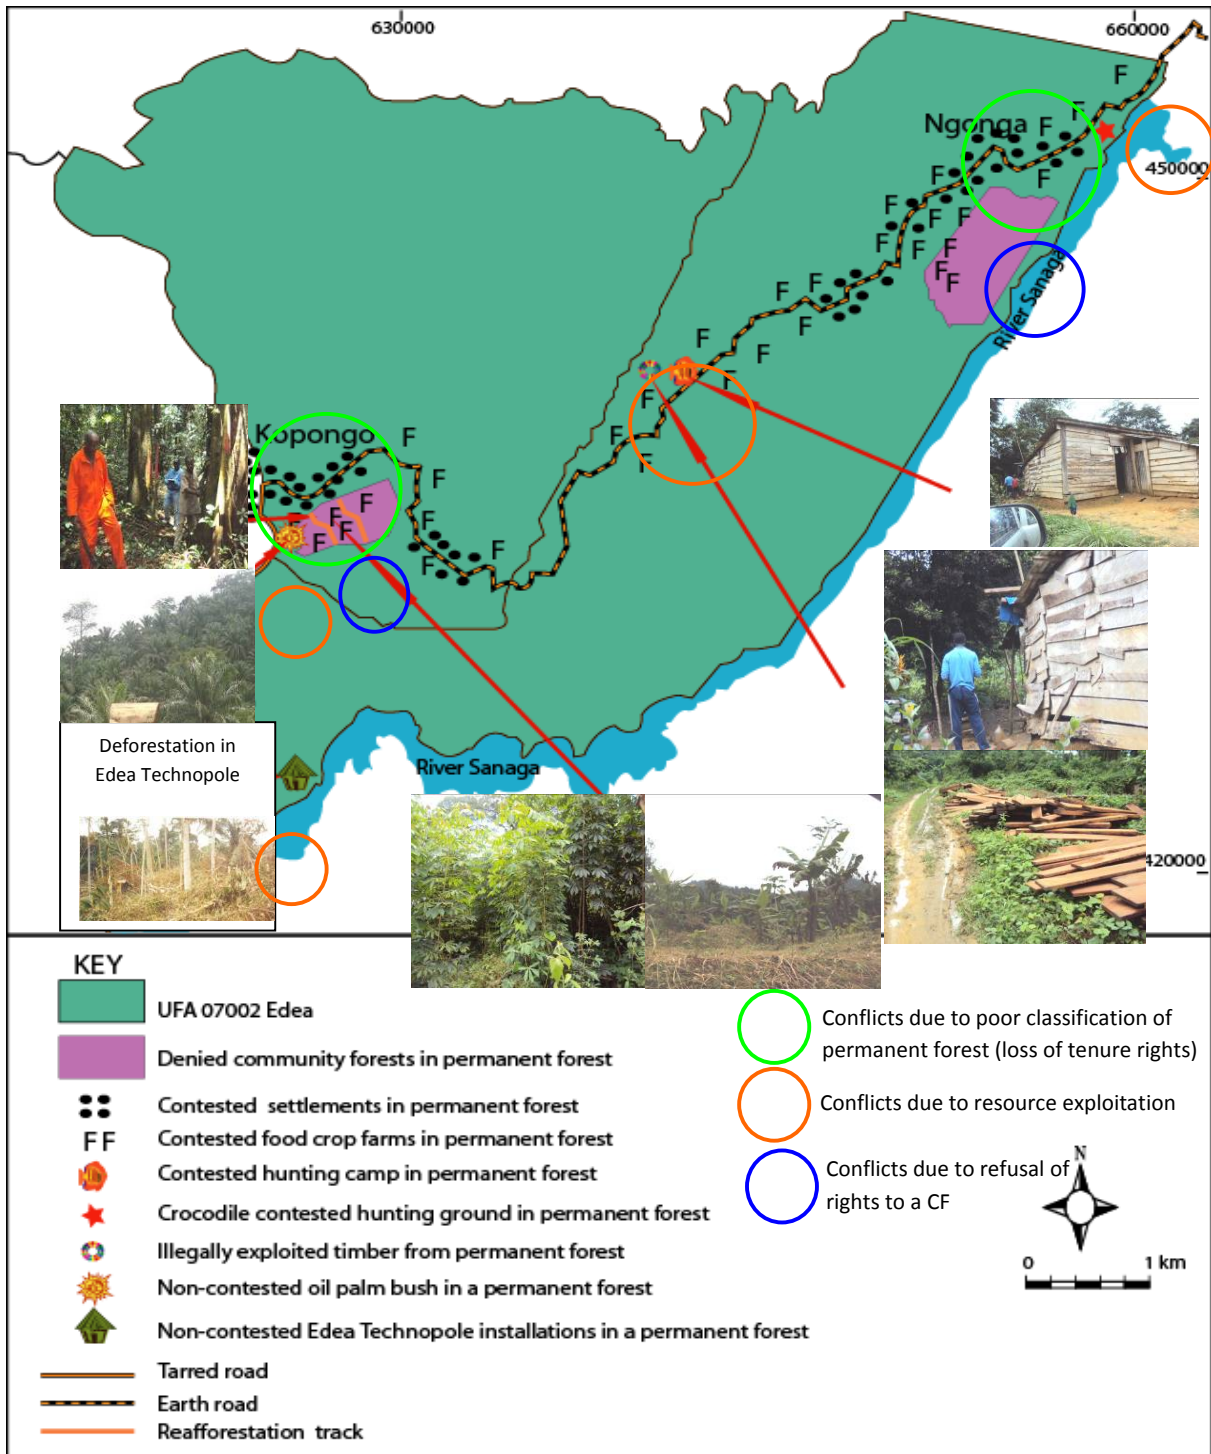 630000
660000
F
Ngonga
F
F
450000
F
F
F
F
F
F
F
F
F
F
F
F
River Sanaga
F
F
F
F
F
F
F
F
F
F
F
Kopongo
F
F
F
F
F
F
F
F
F
F
F
F
River Sanaga
Deforestation in
Edea Technopole
420000
KEY
UFA 07002 Edea
Denied community forests in permanent forest
Contested settlements in permanent forest
F F
Contested food crop farms in permanent forest
Contested hunting camp in permanent forest
Crocodile contested hunting ground in permanent forest
Illegally exploited timber from permanent forest
Non-contested oil palm bush in a permanent forest
Non-contested Edea Technopole installations in a permanent forest
Tarred road
Earth road
Reafforestation track
Conflicts due to poor classification of
permanent forest (loss of tenure rights)
Conflicts due to resource exploitation
Conflicts due to refusal of
rights to a CF
N
0 1 km